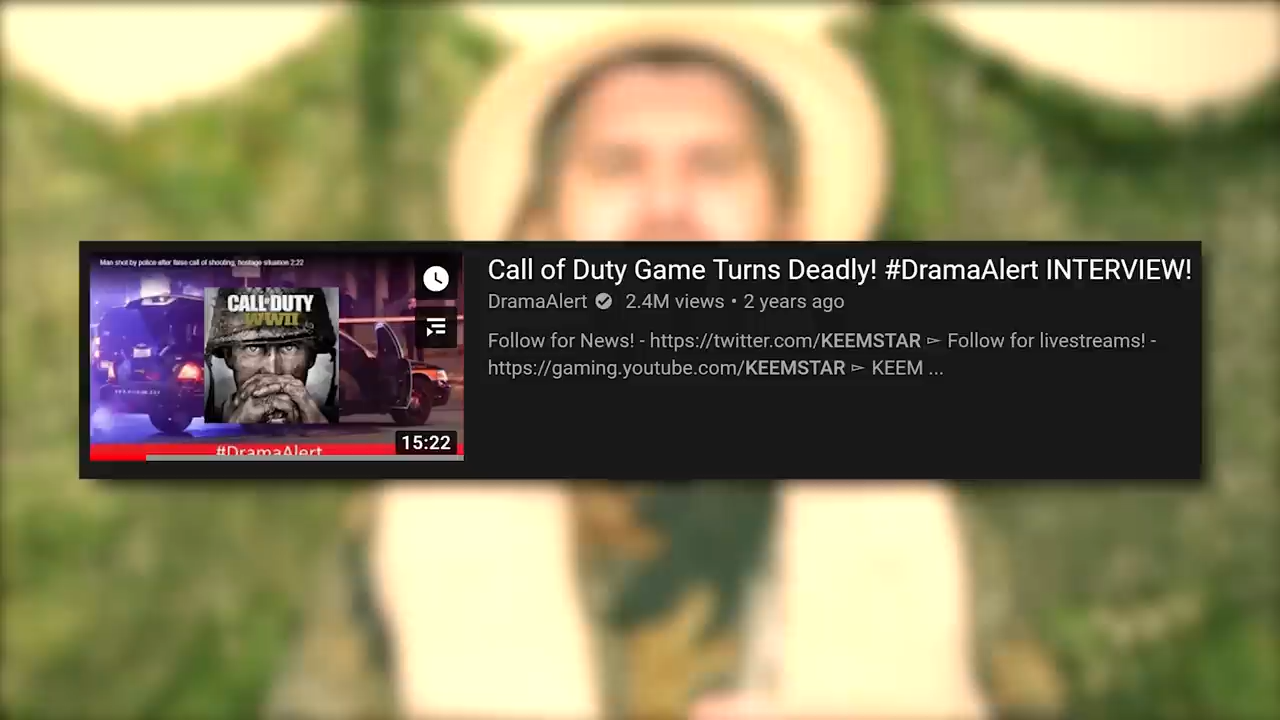 Man shot by police after false call of shooting, hostage situation 2:22
CALL OF DUTY
WWII
#DramaAlert
15:22
Call of Duty Game Turns Deadly! #DramaAlert INTERVIEW!
DramaAlert 2.4M views • 2 years ago
Follow for News! - https://twitter.com/KEEMSTAR ► Follow for livestreams! -
https://gaming.youtube.com/KEEMSTAR ► KEEM ...